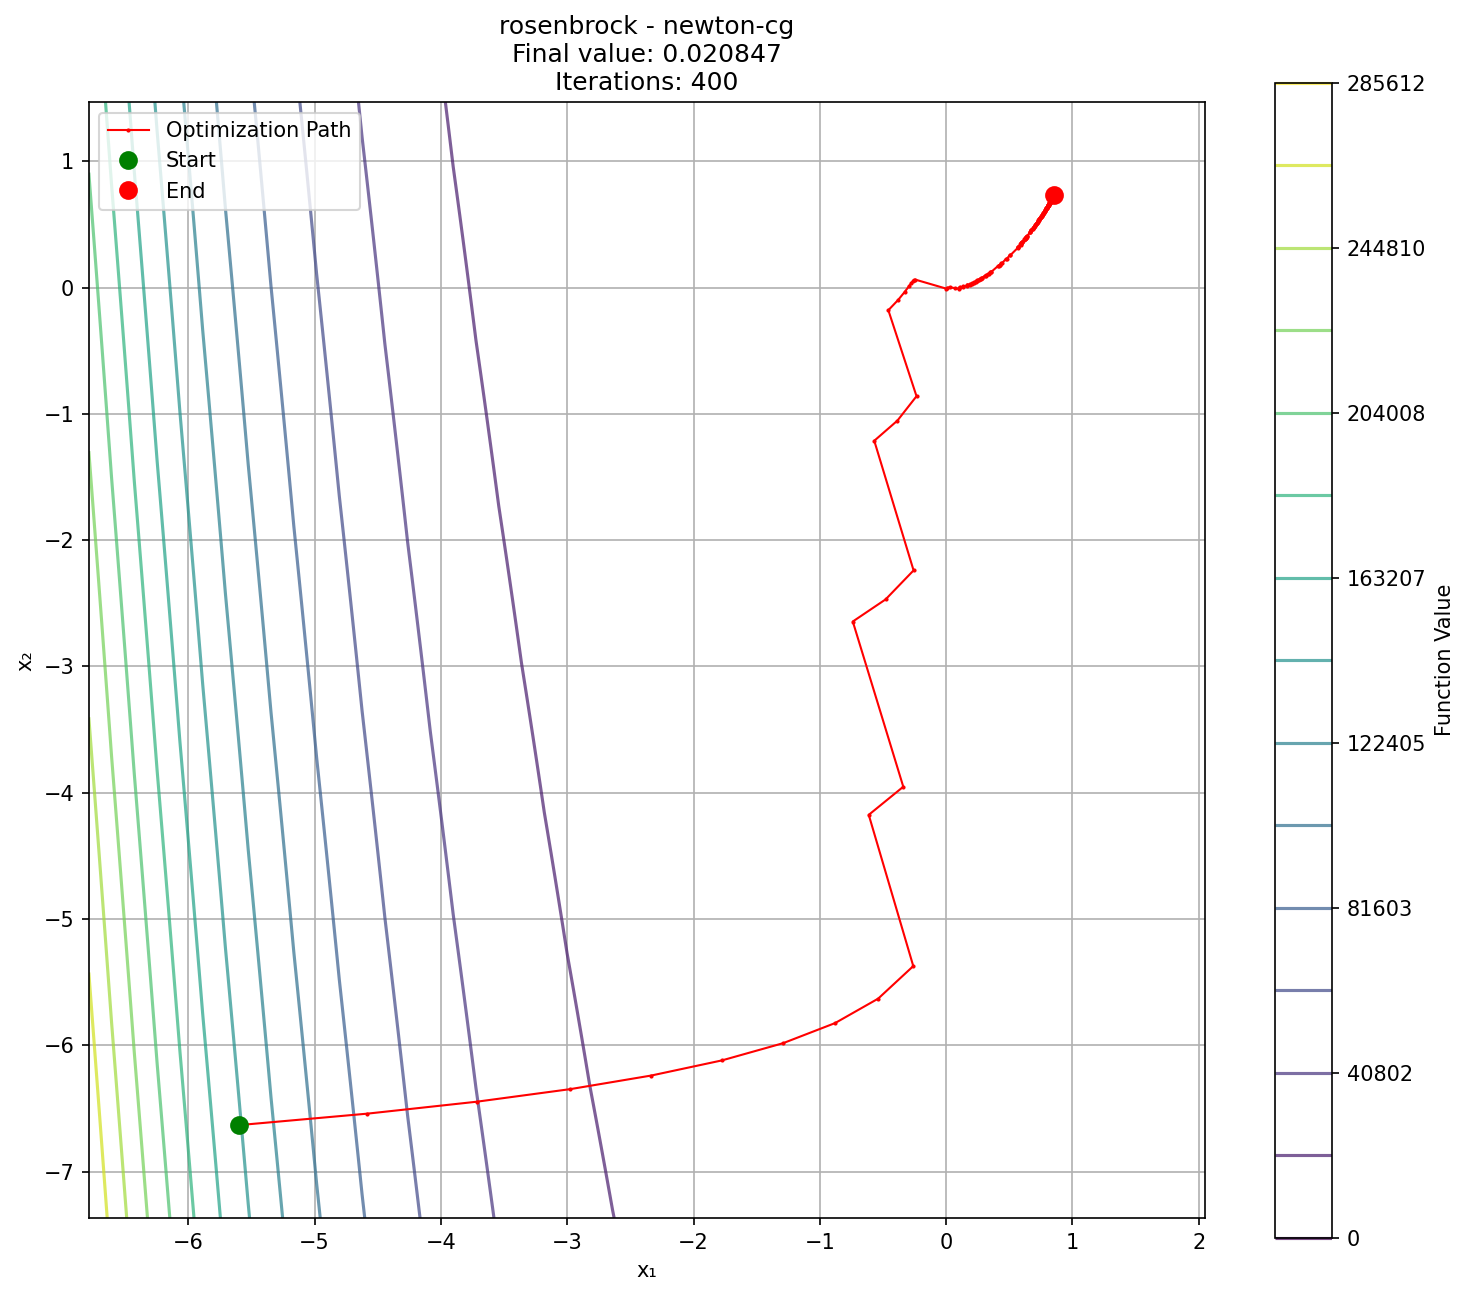 rosenbrock - newton-cg
Final value: 0.020847
Iterations: 400
Optimization Path
Start
End
1
0
−1
−2
−3
−4
−5
−6
−7
x₂
−6
−5
−4
−3
−2
−1
0
1
2
x₁
285612
244810
204008
163207
122405
81603
40802
0
Function Value